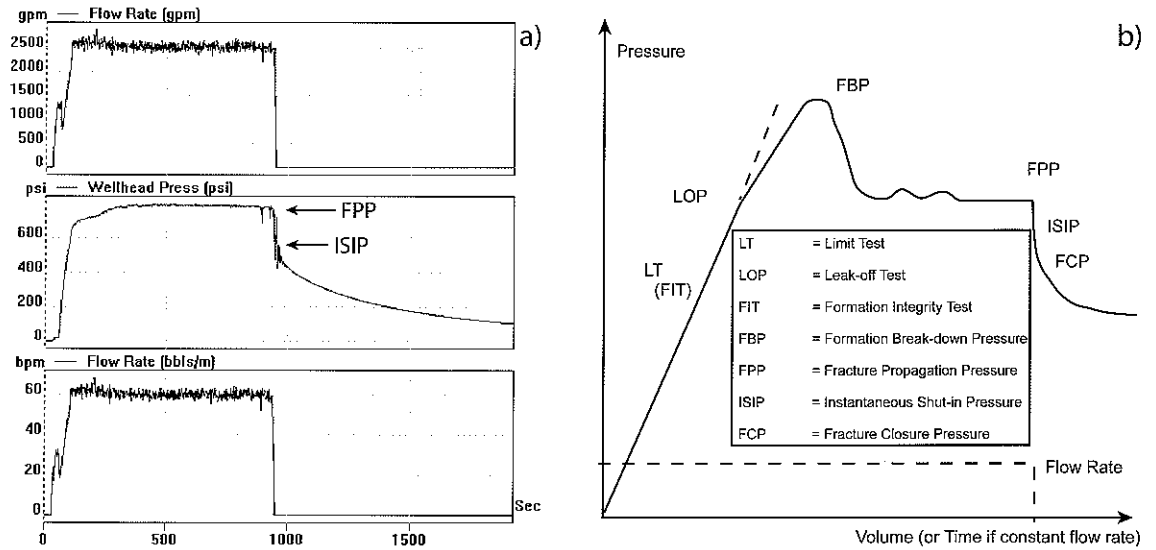 gpm — Flow Rate (gpm)
a)
2500
2000
1500
1000
500
0
psi — Wellhead Press (psi)
FPP
ISIP
600
400
200
0
bpm — Flow Rate (bbls/m)
60
40
20
0
Sec
0 500 1000 1500
b)
Pressure
FBP
LOP
FPP
ISIP
FCP
LT
(FIT)
LT = Limit Test
LOP = Leak-off Test
FIT = Formation Integrity Test
FBP = Formation Break-down Pressure
FPP = Fracture Propagation Pressure
ISIP = Instantaneous Shut-in Pressure
FCP = Fracture Closure Pressure
Flow Rate
Volume (or Time if constant flow rate)